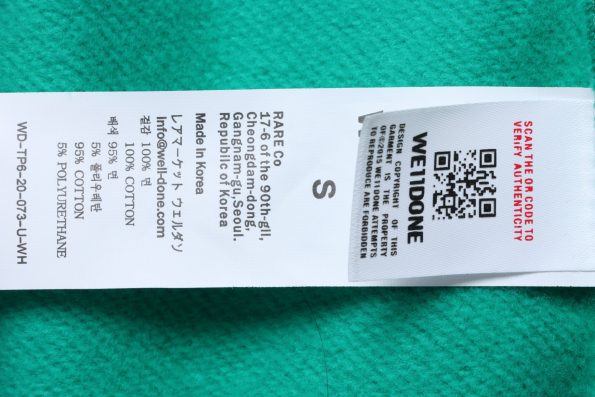 SCAN THE QR CODE TO
VERIFY AUTHENTICITY
WE11DONE
DESIGN COPYRIGHT OF THIS
GARMENT IS THE PROPERTY
OF©2015 WE11DONE ATTEMPTS
TO REPRODUCE ARE FORBIDDEN
S
RARE Co
17-6 of the 90th-gil,
Cheongdam-dong,
Gangnam-gu,Seoul.
Republic of Korea
Made In Korea
レアマーケット ウェルダン
Info@well-done.com
겉감 100% 면
100% COTTON
배색 95% 면
5% 폴리우레탄
95% COTTON
5% POLYURETHANE
WD-TP6-20-073-U-WH